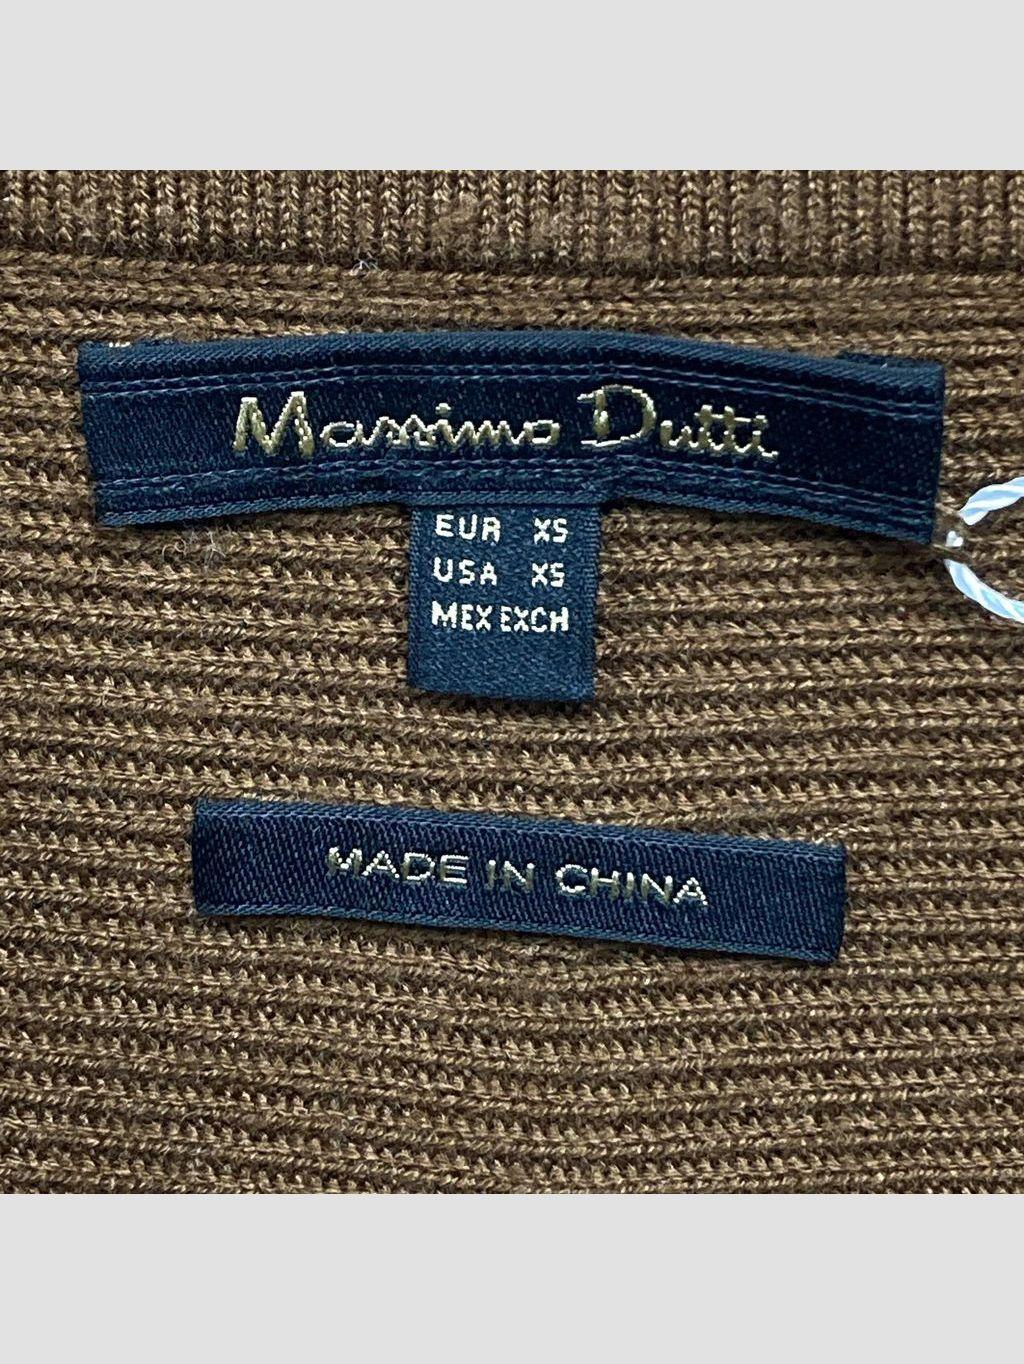 Massimo Dutti
EUR XS
USA XS
MEX EXCH
MADE IN CHINA